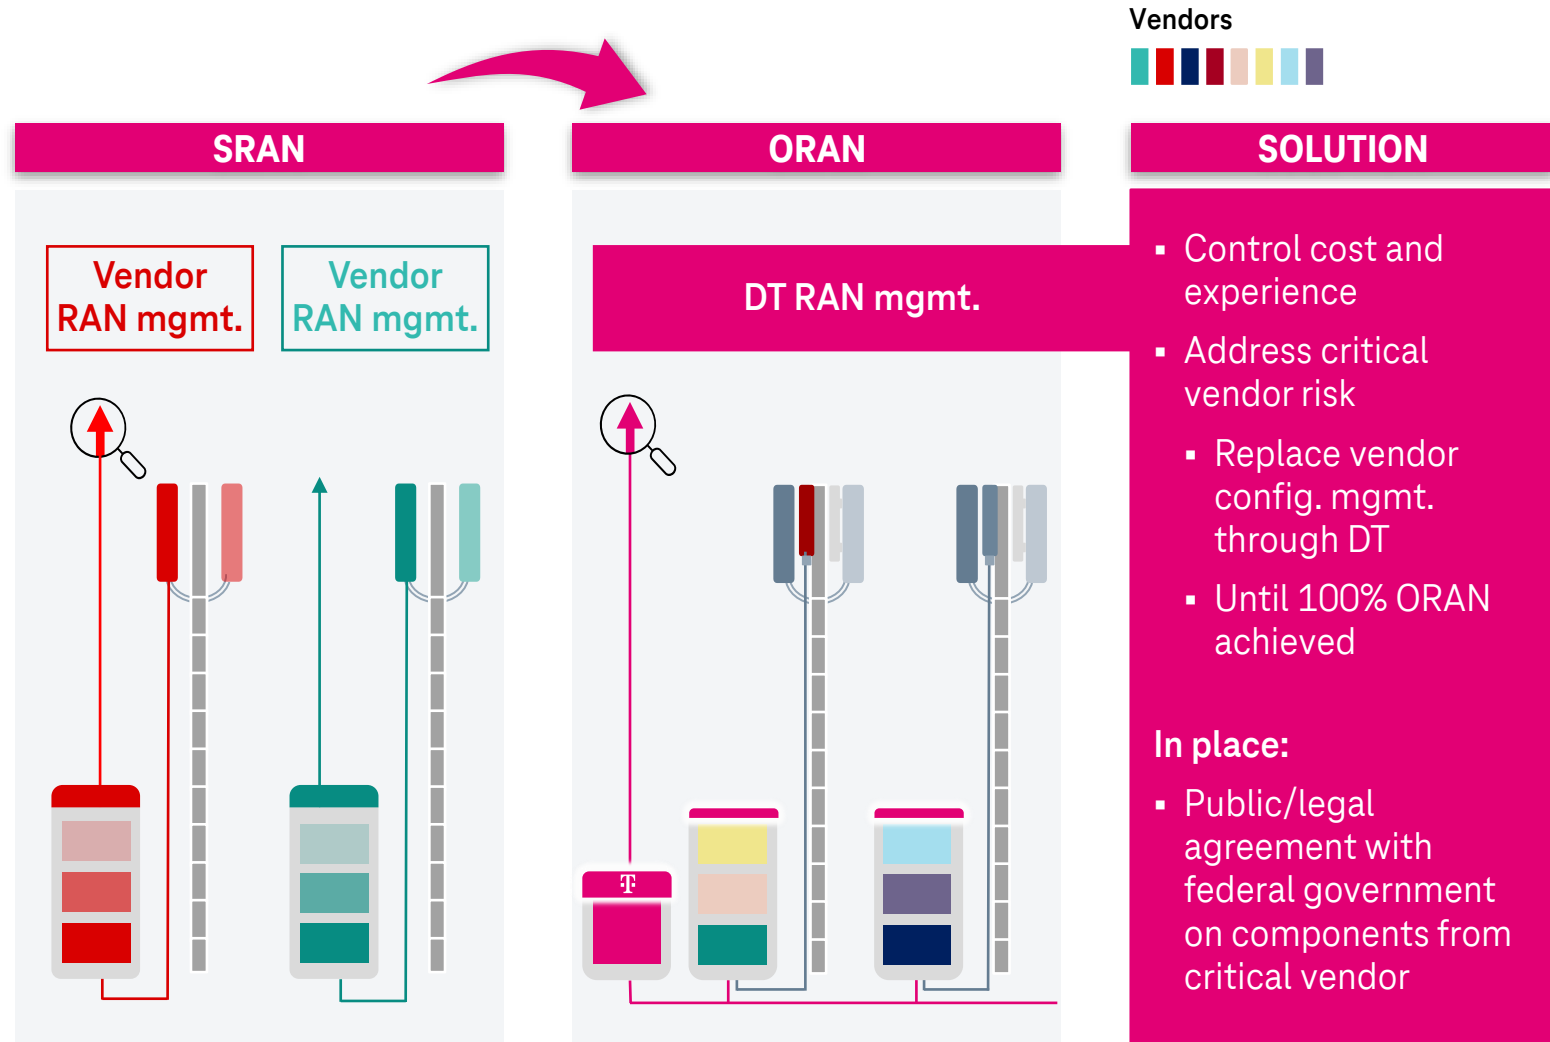 Vendors
SRAN
ORAN
SOLUTION
Vendor
RAN mgmt.
Vendor
RAN mgmt.
DT RAN mgmt.
T
▪ Control cost and
experience
▪ Address critical
vendor risk
▪ Replace vendor
config. mgmt.
through DT
▪ Until 100% ORAN
achieved
In place:
▪ Public/legal
agreement with
federal government
on components from
critical vendor